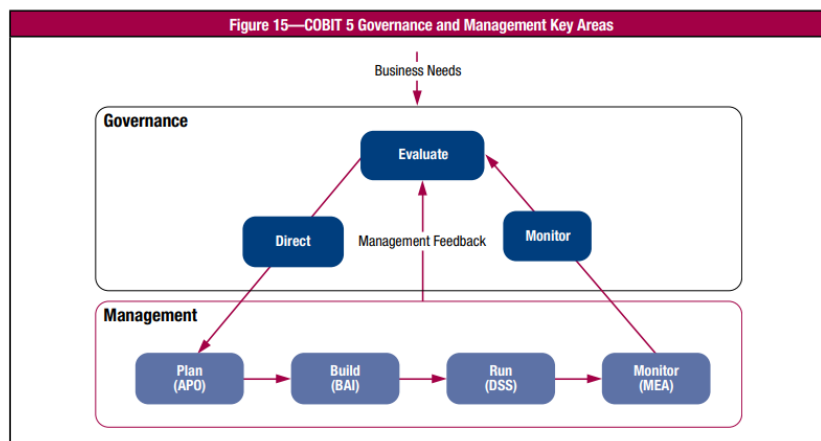 Figure 15—COBIT 5 Governance and Management Key Areas
Business Needs
Governance
Evaluate
Direct
Management Feedback
Monitor
Management
Plan
(APO)
Build
(BAI)
Run
(DSS)
Monitor
(MEA)